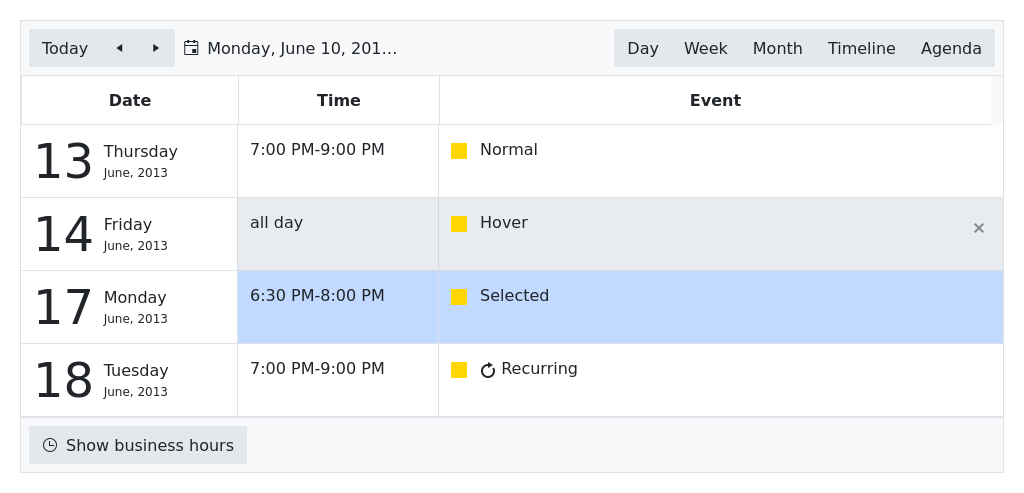 Today Monday, June 10, 201… Day Week Month Timeline Agenda
Date Time Event
13 Thursday June, 2013 7:00 PM-9:00 PM Normal
14 Friday June, 2013 all day Hover ×
17 Monday June, 2013 6:30 PM-8:00 PM Selected
18 Tuesday June, 2013 7:00 PM-9:00 PM Recurring
Show business hours